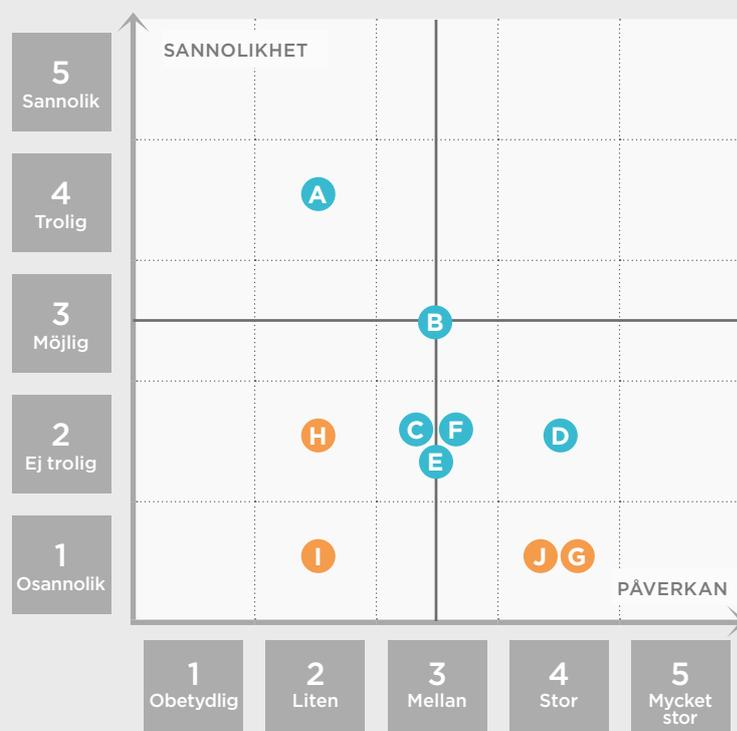 SANNOLIKHET
5
Sannolik
4
Trolig
A
3
Möjlig
B
2
Ej trolig
H
C
F
E
D
1
Osannolik
I
J
G
PÅVERKAN
1
Obetydlig
2
Liten
3
Mellan
4
Stor
5
Mycket
stor